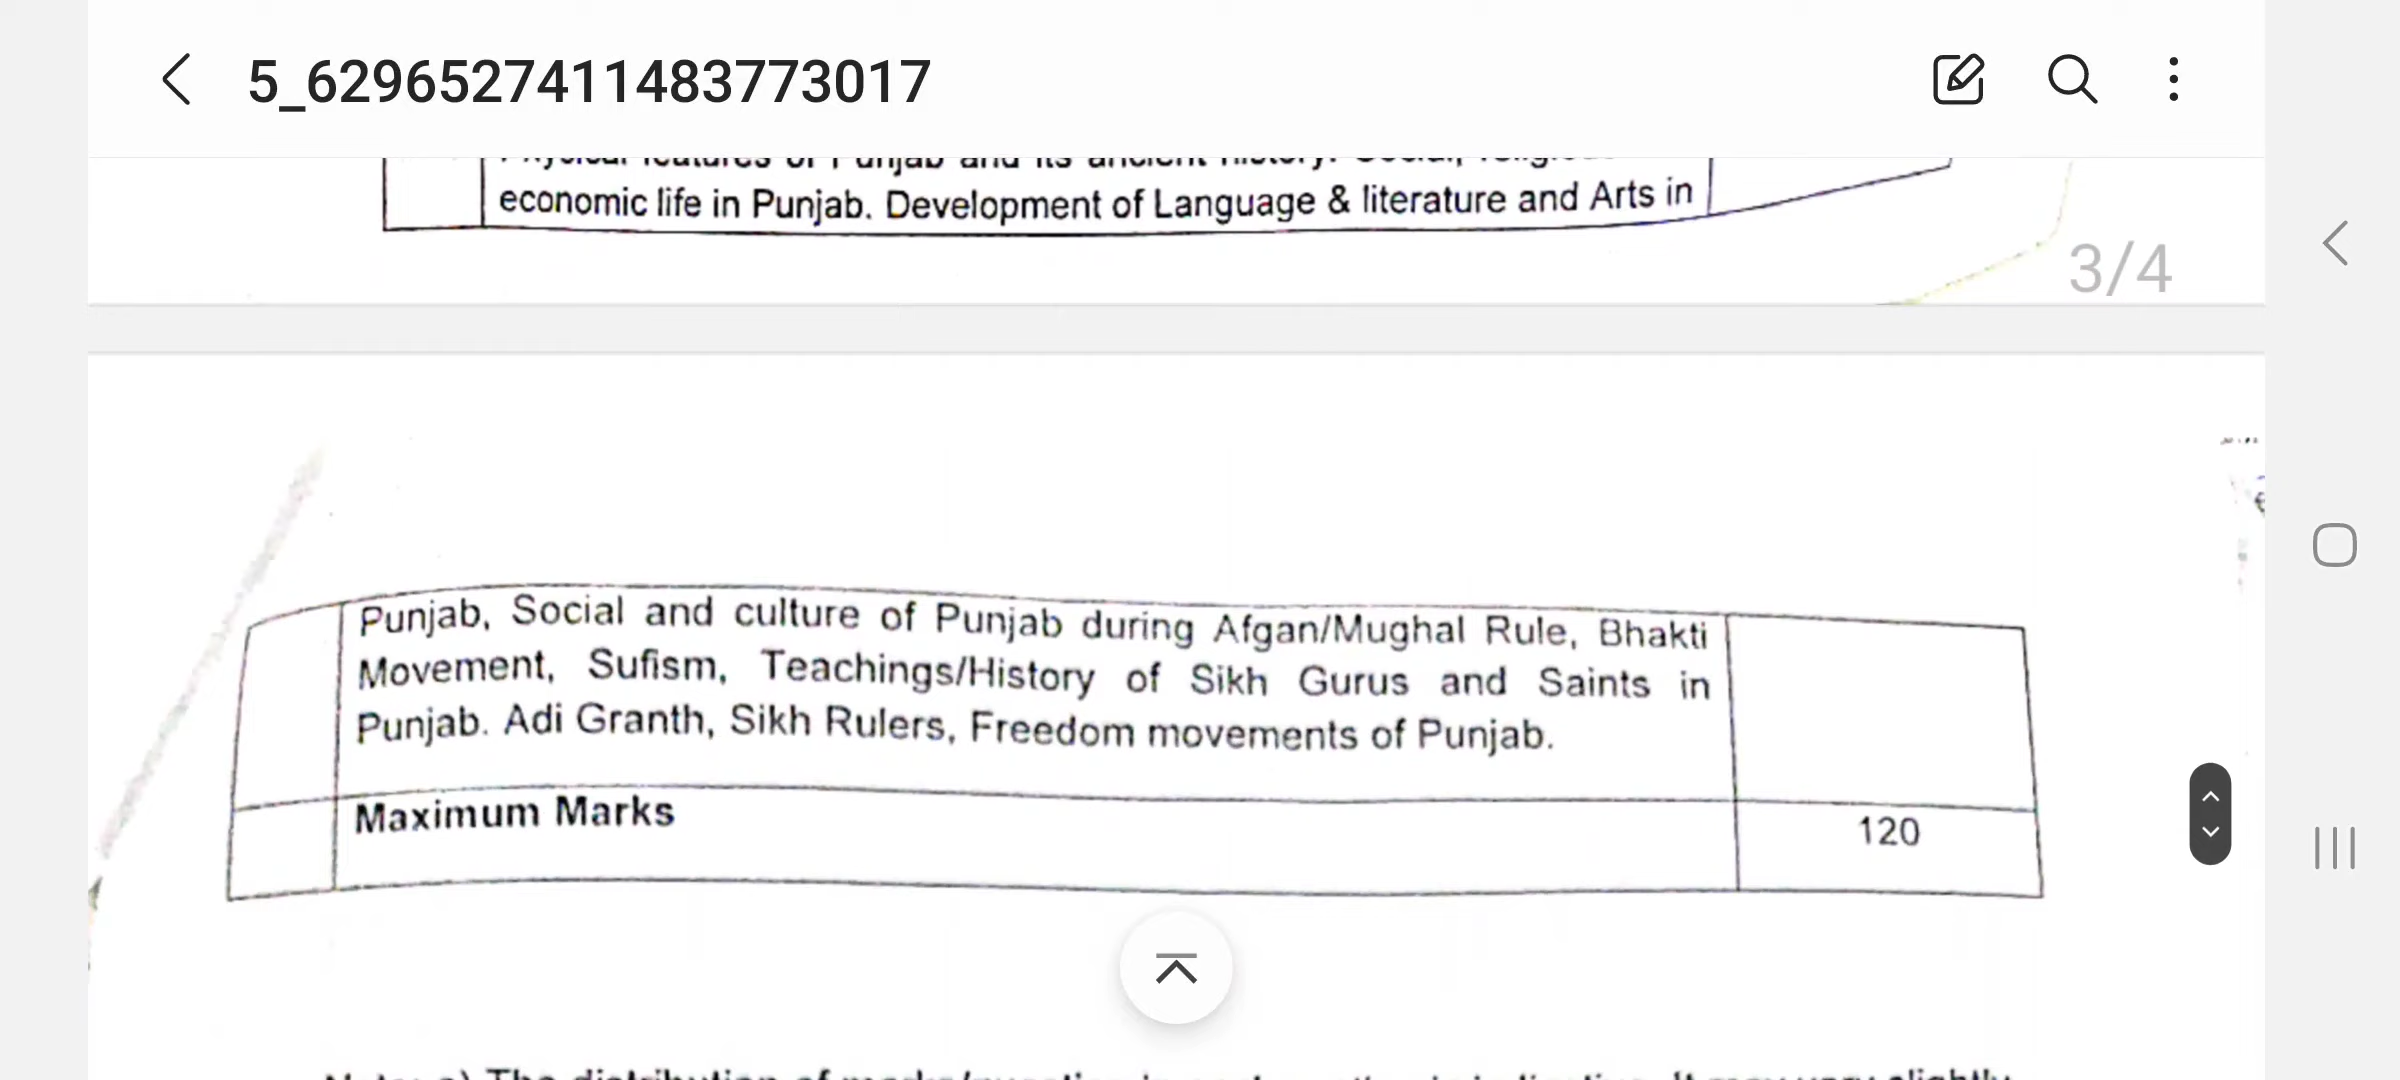 5_6296527411483773017
economic life in Punjab. Development of Language & literature and Arts in
3/4
Punjab, Social and culture of Punjab during Afgan/Mughal Rule, Bhakti
Movement, Sufism, Teachings/History of Sikh Gurus and Saints in
Punjab. Adi Granth, Sikh Rulers, Freedom movements of Punjab.
Maximum Marks
120